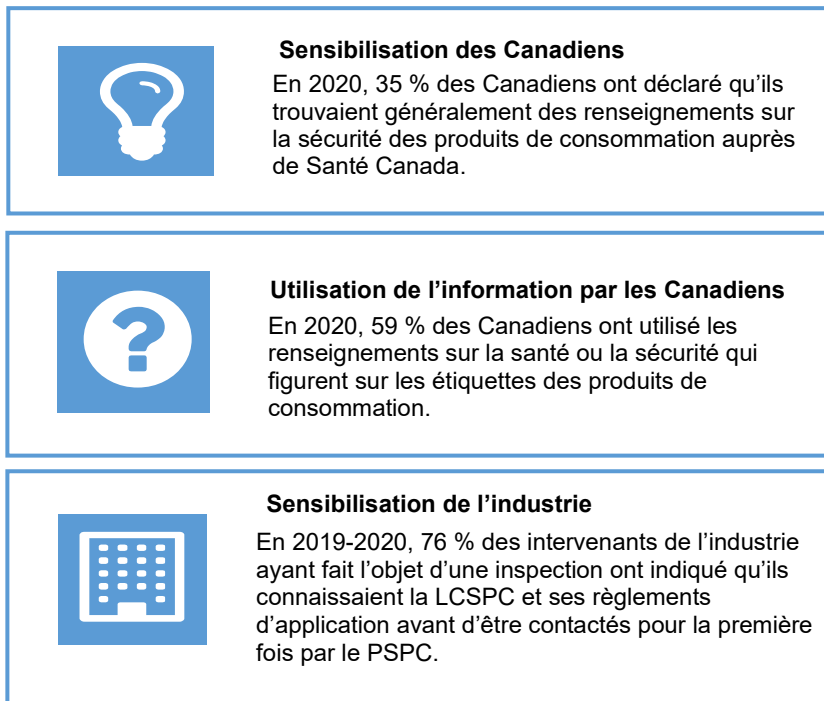 Sensibilisation des Canadiens
En 2020, 35 % des Canadiens ont déclaré qu’ils
trouvaient généralement des renseignements sur
la sécurité des produits de consommation auprès
de Santé Canada.
Utilisation de l’information par les Canadiens
En 2020, 59 % des Canadiens ont utilisé les
renseignements sur la santé ou la sécurité qui
figurent sur les étiquettes des produits de
consommation.
Sensibilisation de l’industrie
En 2019-2020, 76 % des intervenants de l’industrie
ayant fait l’objet d’une inspection ont indiqué qu’ils
connaissaient la LCSPC et ses règlements
d’application avant d’être contactés pour la première
fois par le PSPC.